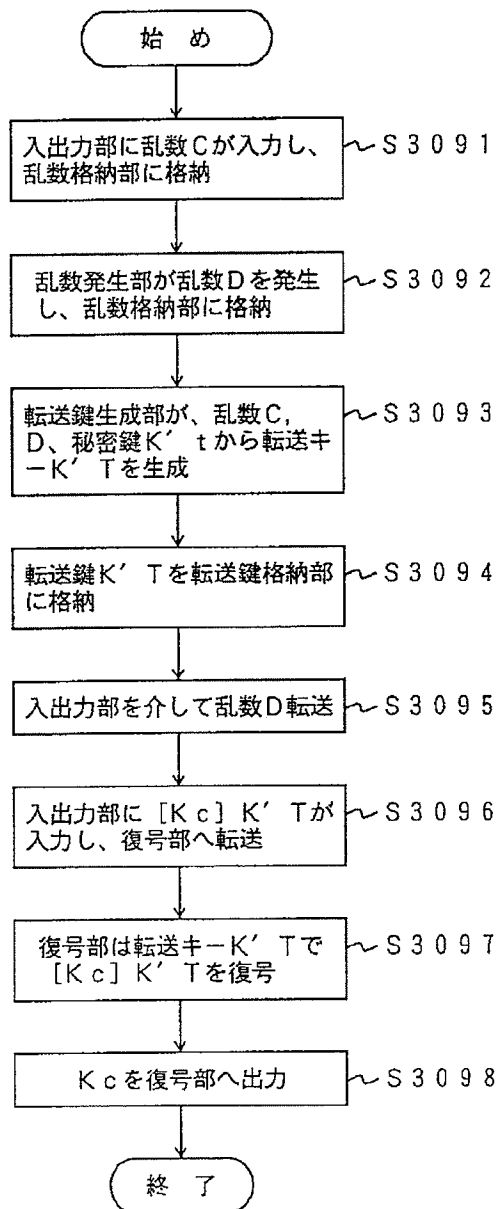 始め
入出力部に乱数Cが入力し、 S3091
乱数格納部に格納
乱数発生部が乱数Dを発生 S3092
し、乱数格納部に格納
転送鍵生成部が、乱数C, S3093
D、秘密鍵K′tから転送キ
ーK′Tを生成
転送鍵K′Tを転送鍵格納部 S3094
に格納
入出力部を介して乱数D転送 S3095
入出力部に[Kc]K′Tが S3096
入力し、復号部へ転送
復号部は転送キーK′Tで S3097
[Kc]K′Tを復号
Kcを復号部へ出力 S3098
終了